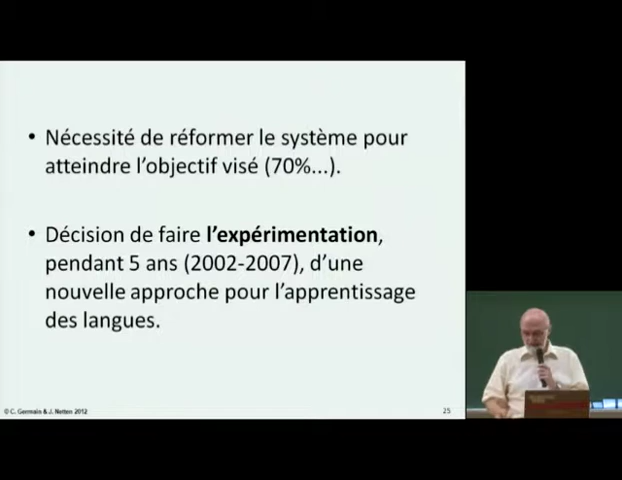 • Nécessité de réformer le système pour
atteindre l'objectif visé (70%...).
• Décision de faire l'expérimentation,
pendant 5 ans (2002-2007), d'une
nouvelle approche pour l'apprentissage
des langues.
© C. Germain & J. Netten 2012
25